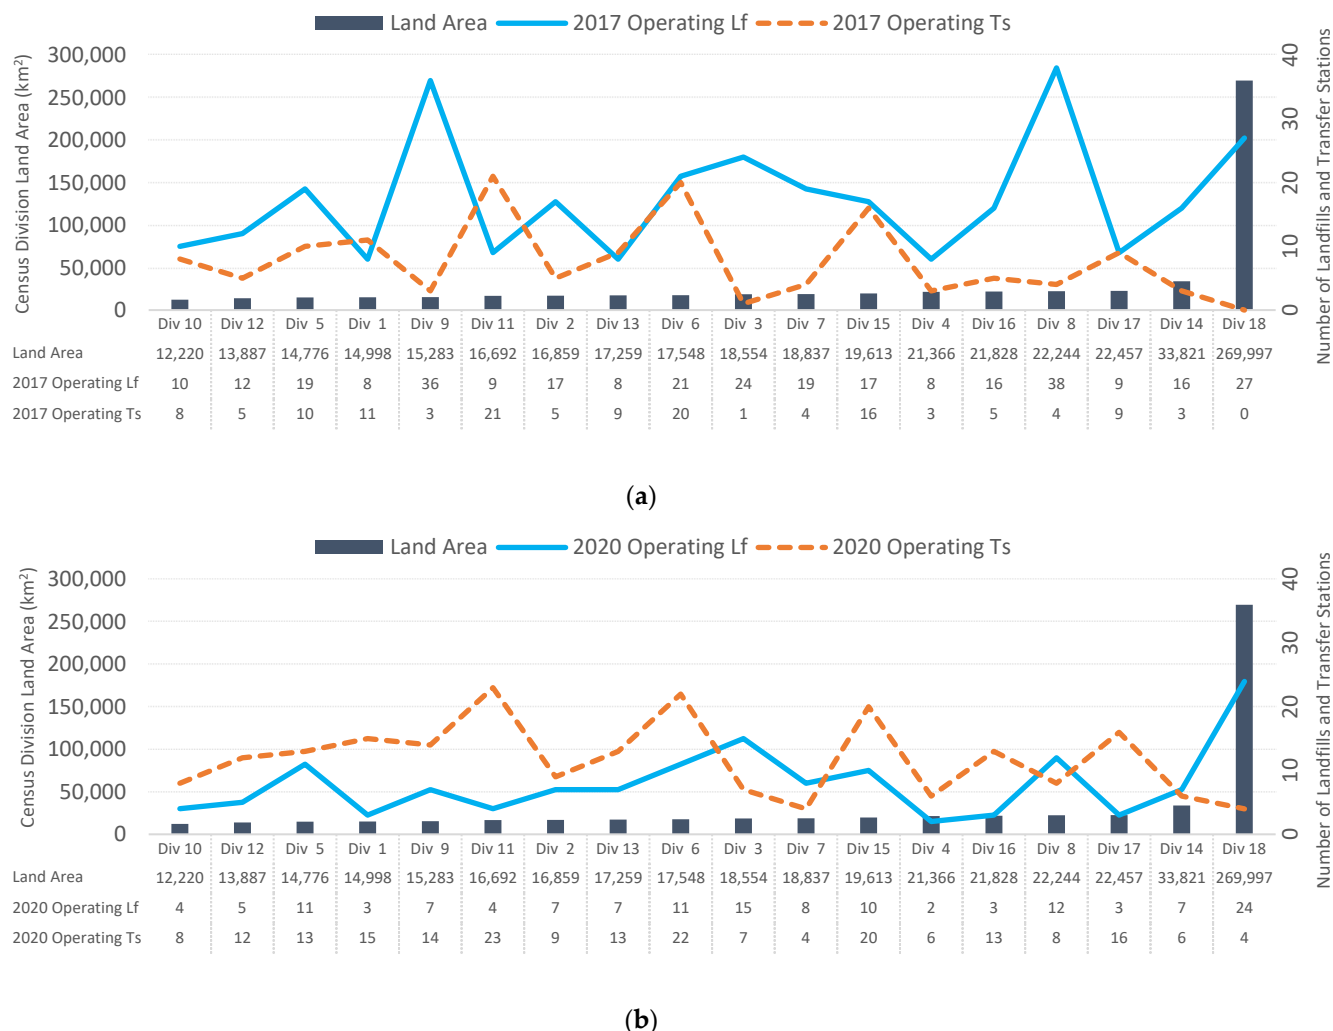 Land Area 2017 Operating Lf 2017 Operating Ts
Census Division Land Area (km²)
300,000
250,000
200,000
150,000
100,000
50,000
0
40
30
20
10
0
Number of Landfills and Transfer Stations
Div 10 Div 12 Div 5 Div 1 Div 9 Div 11 Div 2 Div 13 Div 6 Div 3 Div 7 Div 15 Div 4 Div 16 Div 8 Div 17 Div 14 Div 18
Land Area 12,220 13,887 14,776 14,998 15,283 16,692 16,859 17,259 17,548 18,554 18,837 19,613 21,366 21,828 22,244 22,457 33,821 269,997
2017 Operating Lf 10 12 19 8 36 9 17 8 21 24 19 17 8 16 38 9 16 27
2017 Operating Ts 8 5 10 11 3 21 5 9 20 1 4 16 3 5 4 9 3 0
(a)
Land Area 2020 Operating Lf 2020 Operating Ts
Census Division Land Area (km²)
300,000
250,000
200,000
150,000
100,000
50,000
0
40
30
20
10
0
Number of Landfills and Transfer Stations
Div 10 Div 12 Div 5 Div 1 Div 9 Div 11 Div 2 Div 13 Div 6 Div 3 Div 7 Div 15 Div 4 Div 16 Div 8 Div 17 Div 14 Div 18
Land Area 12,220 13,887 14,776 14,998 15,283 16,692 16,859 17,259 17,548 18,554 18,837 19,613 21,366 21,828 22,244 22,457 33,821 269,997
2020 Operating Lf 4 5 11 3 7 4 7 7 11 15 8 10 2 3 12 3 7 24
2020 Operating Ts 8 12 13 15 14 23 9 13 22 7 4 20 6 13 8 16 6 4
(b)